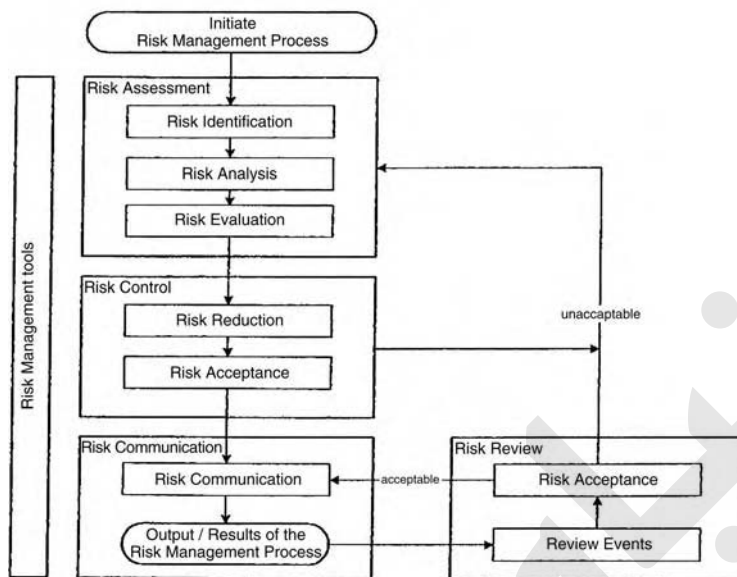 Initiate
Risk Management Process
Risk Management tools
Risk Assessment
Risk Identification
Risk Analysis
Risk Evaluation
Risk Control
Risk Reduction
Risk Acceptance
unaccaptable
Risk Communication
Risk Communication
Output / Results of the
Risk Management Process
acceptable
Risk Review
Risk Acceptance
Review Events